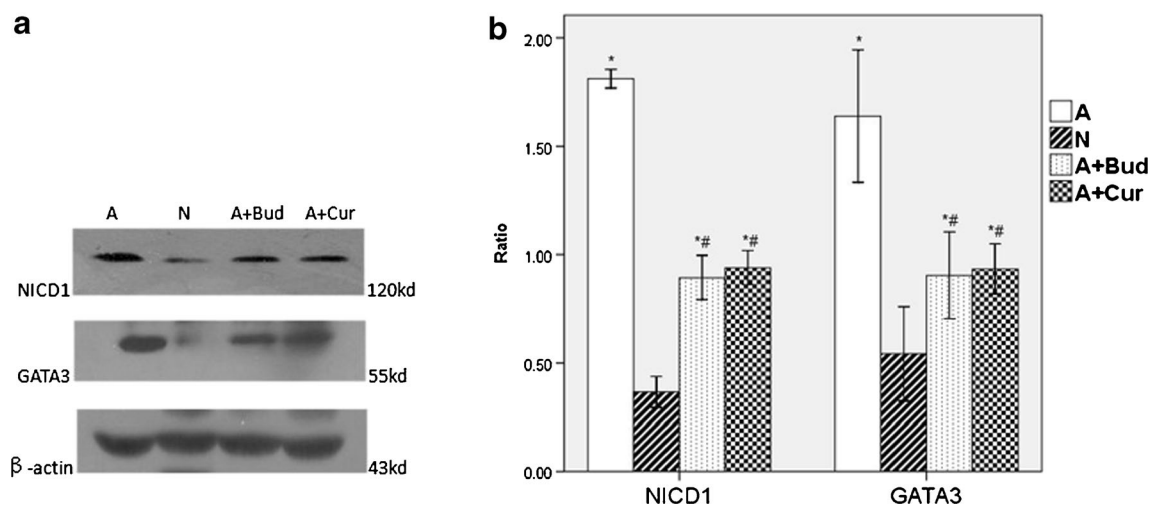 a
A N A+Bud A+Cur
NICD1 120kd
GATA3 55kd
β-actin 43kd
b
2.00
1.50
1.00
0.50
0.00
Ratio
* *# *# * *# *#
NICD1 GATA3
A
N
A+Bud
A+Cur